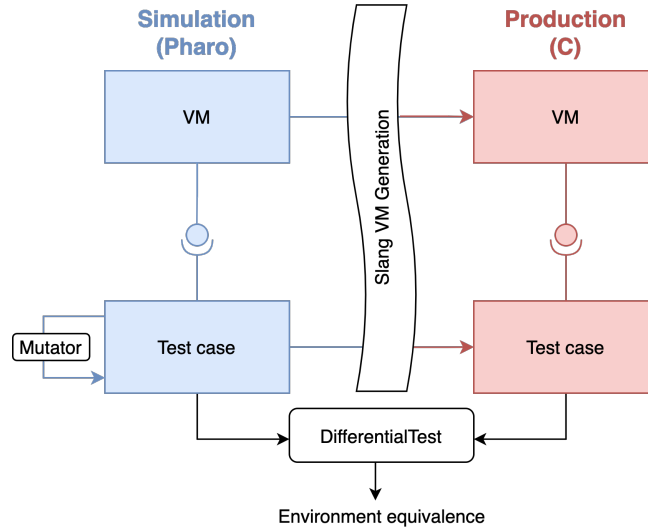 Simulation
(Pharo)
Production
(C)
VM
VM
Slang VM Generation
Mutator
Test case
Test case
DifferentialTest
Environment equivalence